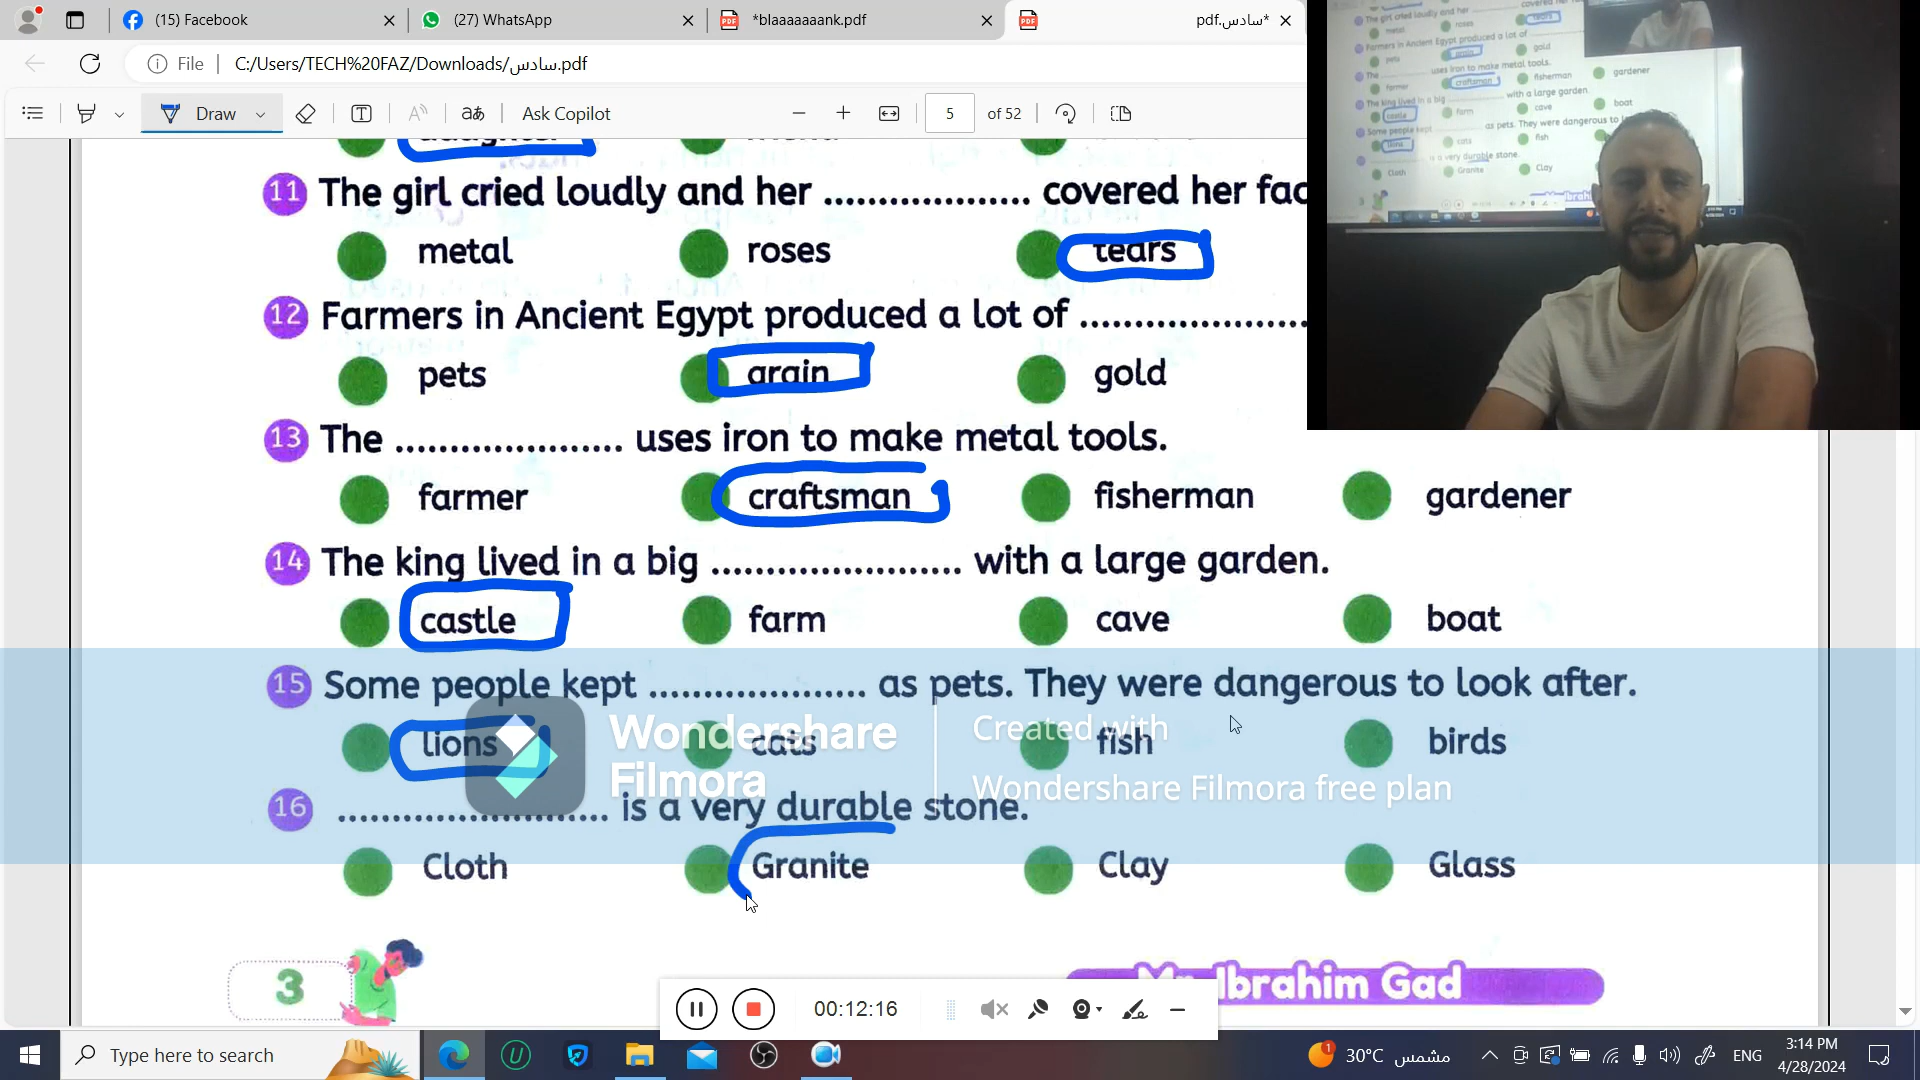 (15) Facebook
(27) WhatsApp
*blaaaaaank.pdf
*سادس.pdf
File
C:/Users/TECH%20FAZ/Downloads/سادس.pdf
Draw
Ask Copilot
5 of 52
daughter
11 The girl cried loudly and her .................... covered her fac
metal roses tears
12 Farmers in Ancient Egypt produced a lot of ......................
pets grain gold
13 The ...................... uses iron to make metal tools.
farmer craftsman fisherman gardener
14 The king lived in a big ........................ with a large garden.
castle farm cave boat
15 Some people kept ..................... as pets. They were dangerous to look after.
lions cats fish birds
Wondershare Filmora
Created with
Wondershare Filmora free plan
16 .......................... is a very durable stone.
Cloth Granite Clay Glass
3
Mr Ibrahim Gad
00:12:16
Type here to search
1
30°C مشمس
ENG
3:14 PM
4/28/2024